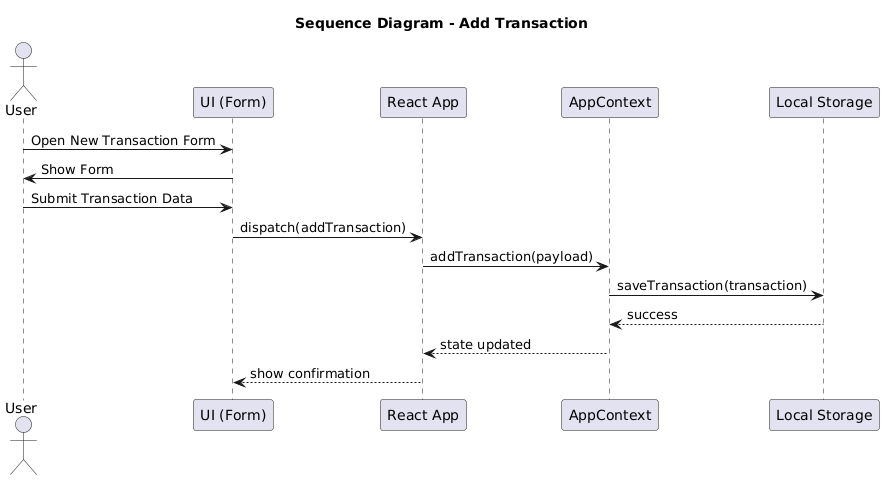 Sequence Diagram - Add Transaction
User
UI (Form)
React App
AppContext
Local Storage
Open New Transaction Form
Show Form
Submit Transaction Data
dispatch(addTransaction)
addTransaction(payload)
saveTransaction(transaction)
success
state updated
show confirmation
User
UI (Form)
React App
AppContext
Local Storage